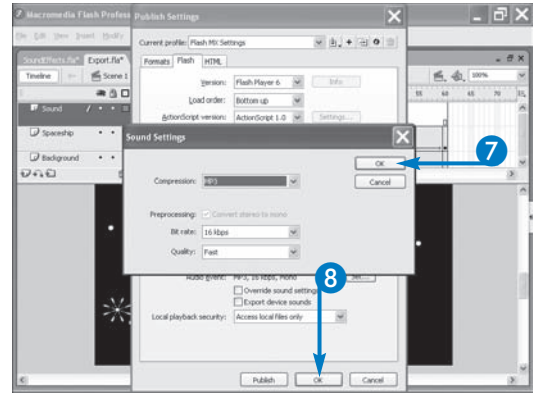 Macromedia Flash Profess
Publish Settings
File Edit View Insert Modify
Current profile: Flash MX Settings
SoundEffects.fla* Export.fla*
Formats Flash HTML
Timeline Scene 1
100%
Version: Flash Player 6 Info
Load order: Bottom up
55 60 65 70
Sound
ActionScript version: ActionScript 1.0 Settings...
Spaceship
Sound Settings
Background
OK
7
Compression: MP3
Cancel
Preprocessing: Convert stereo to mono
Bit rate: 16 kbps
Quality: Fast
Audio event: MP3, 16 kbps, Mono Set...
8
Override sound settings
Export device sounds
Local playback security: Access local files only
Publish OK Cancel